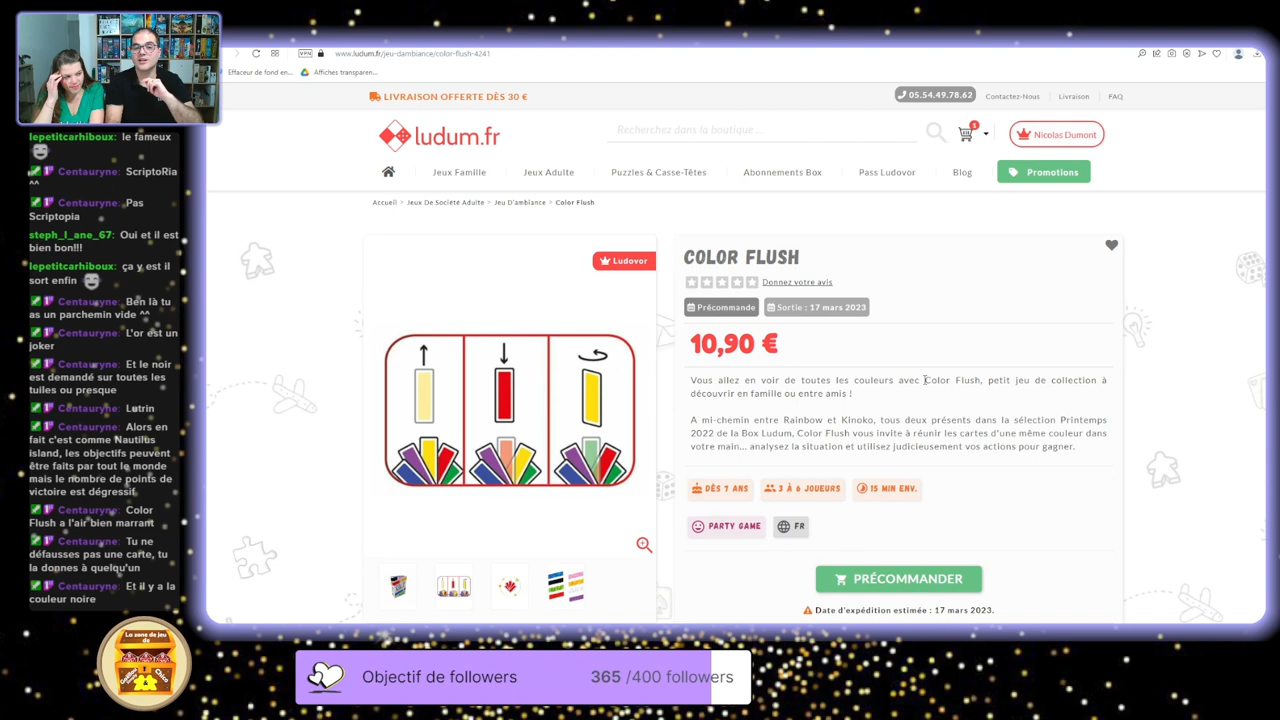 www.ludum.fr/jeu-dambiance/color-flush-4241
VPN
Effaceur de fond en...
Affiches transparen...
LIVRAISON OFFERTE DÈS 30 €
05.54.49.78.62
Contactez-Nous
Livraison
FAQ
ludum.fr
Recherchez dans la boutique ...
1
Nicolas Dumont
Jeux Famille
Jeux Adulte
Puzzles & Casse-Têtes
Abonnements Box
Pass Ludovor
Blog
Promotions
Accueil > Jeux De Société Adulte > Jeu D'ambiance > Color Flush
Ludovor
COLOR FLUSH
Donnez votre avis
Précommande
Sortie : 17 mars 2023
10,90 €
Vous allez en voir de toutes les couleurs avec Color Flush, petit jeu de collection à
découvrir en famille ou entre amis !
A mi-chemin entre Rainbow et Kinoko, tous deux présents dans la sélection Printemps
2022 de la Box Ludum, Color Flush vous invite à réunir les cartes d'une même couleur dans
votre main... analysez la situation et utilisez judicieusement vos actions pour gagner.
DÈS 7 ANS
3 À 6 JOUEURS
15 MIN ENV.
PARTY GAME
FR
PRÉCOMMANDER
Date d'expédition estimée : 17 mars 2023.
lepetitcarhiboux: le fameux
Centauryne: ScriptoRia
^^
Centauryne: Pas
Scriptopia
steph_l_ane_67: Oui et il est
bien bon!!!
lepetitcarhiboux: ça y est il
sort enfin
Centauryne: Ben là tu
as un parchemin vide ^^
Centauryne: L'or est un
joker
Centauryne: Et le noir
est demandé sur toutes les
tuiles ou presque
Centauryne: Lutrin
Centauryne: Alors en
fait c'est comme Nautilus
island, les objectifs peuvent
être faits par tout le monde
mais le nombre de points de
victoire est dégressif
Centauryne: Color
Flush a l'air bien marrant
Centauryne: Tu ne
défausses pas une carte, tu
la donnes à quelqu'un
Centauryne: Et il y a la
couleur noire
La zone de jeu
de
Chico
Objectif de followers
365 /400 followers